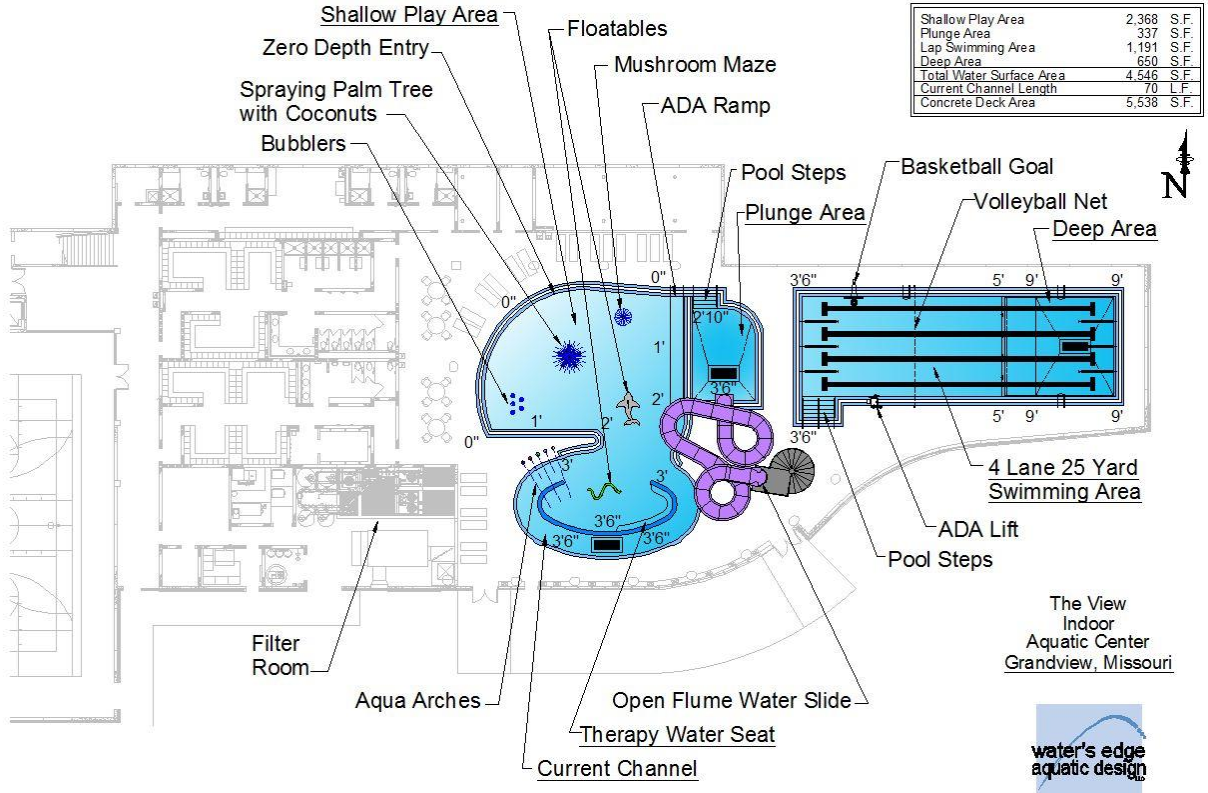 Shallow Play Area
Floatables
Zero Depth Entry
Mushroom Maze
Spraying Palm Tree
with Coconuts
ADA Ramp
Bubblers
Shallow Play Area 2,368 S.F.
Plunge Area 337 S.F.
Lap Swimming Area 1,191 S.F.
Deep Area 650 S.F.
Total Water Surface Area 4,546 S.F.
Current Channel Length 70 L.F.
Concrete Deck Area 5,538 S.F.
N
Pool Steps
Basketball Goal
Plunge Area
Volleyball Net
Deep Area
0"
0"
3'6"
5'
9'
9'
2'10"
1'
3'6"
2'
1'
2'
0"
5'
9'
9'
3'6"
3'
3'
3'6"
3'6"
3'6"
4 Lane 25 Yard
Swimming Area
ADA Lift
Pool Steps
Filter
Room
Aqua Arches
Open Flume Water Slide
Therapy Water Seat
Current Channel
The View
Indoor
Aquatic Center
Grandview, Missouri
water's edge
aquatic design
LLC